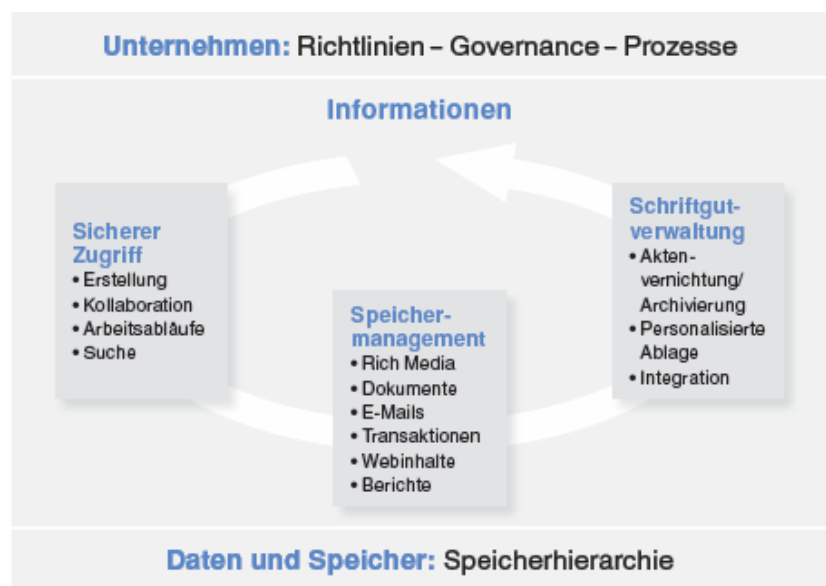 Unternehmen: Richtlinien – Governance – Prozesse
Informationen
Sicherer
Zugriff
• Erstellung
• Kollaboration
• Arbeitsabläufe
• Suche
Speicher-
management
• Rich Media
• Dokumente
• E-Mails
• Transaktionen
• Webinhalte
• Berichte
Schriftgut-
verwaltung
• Akten-
vernichtung/
Archivierung
• Personalisierte
Ablage
• Integration
Daten und Speicher: Speicherhierarchie